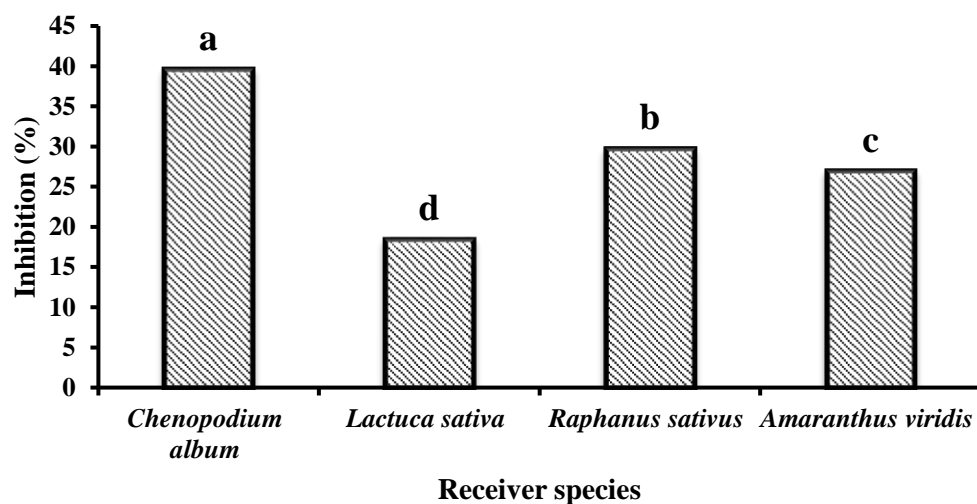 Inhibition (%)
45
40
35
30
25
20
15
10
5
0
a
d
b
c
Chenopodium
album
Lactuca sativa
Raphanus sativus
Amaranthus viridis
Receiver species